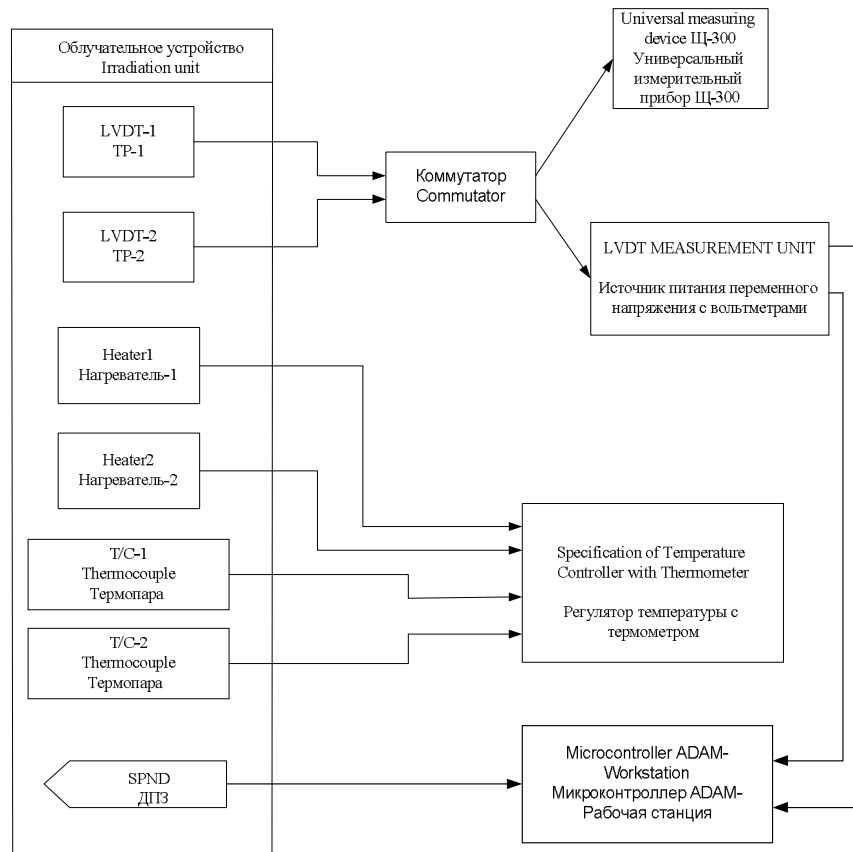 Облучательное устройство
Irradiation unit
LVDT-1
ТР-1
LVDT-2
ТР-2
Heater1
Нагреватель-1
Heater2
Нагреватель-2
T/C-1
Thermocouple
Термопара
T/C-2
Thermocouple
Термопара
SPND
ДПЗ
Коммутатор
Commutator
Universal measuring
device Щ-300
Универсальный
измерительный
прибор Щ-300
LVDT MEASUREMENT UNIT
Источник питания переменного
напряжения с вольтметрами
Specification of Temperature
Controller with Thermometer
Регулятор температуры с
термометром
Microcontroller ADAM-
Workstation
Микроконтроллер ADAM-
Рабочая станция